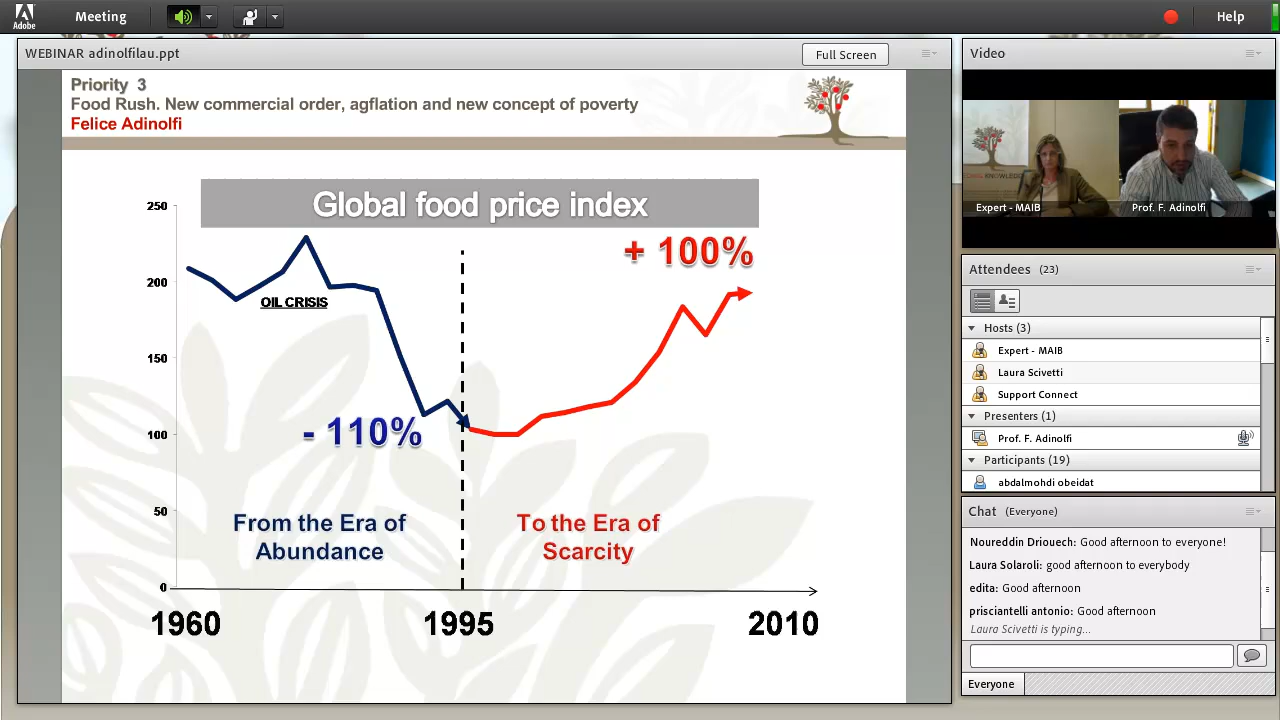 Adobe
Meeting
Help
WEBINAR adinolfilau.ppt
Full Screen
Priority 3
Food Rush. New commercial order, agflation and new concept of poverty
Felice Adinolfi
Global food price index
250
200
150
100
50
0
+ 100%
OIL CRISIS
- 110%
From the Era of
Abundance
To the Era of
Scarcity
1960
1995
2010
Video
Expert - MAIB
Prof. F. Adinolfi
Attendees (23)
Hosts (3)
Expert - MAIB
Laura Scivetti
Support Connect
Presenters (1)
Prof. F. Adinolfi
Participants (19)
abdalmohdi obeidat
Chat (Everyone)
Noureddin Driouech: Good afternoon to everyone!
Laura Solaroli: good afternoon to everybody
edita: Good afternoon
prisciantelli antonio: Good afternoon
Laura Scivetti is typing...
Everyone